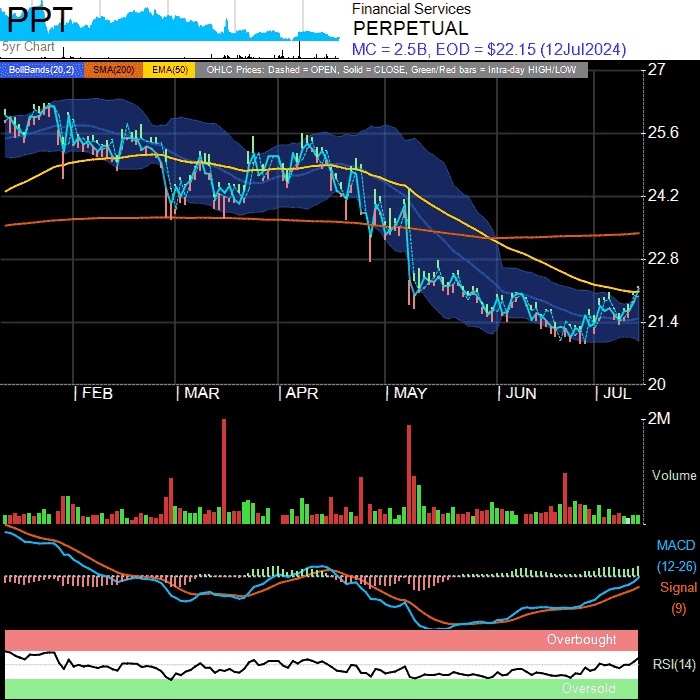 PPT
5yr Chart
Financial Services
PERPETUAL
MC = 2.5B, EOD = $22.15 (12Jul2024)
BollBands(20,2) SMA(200) EMA(50) OHLC Prices: Dashed = OPEN, Solid = CLOSE, Green/Red bars = Intra-day HIGH/LOW
27
25.6
24.2
22.8
21.4
20
FEB MAR APR MAY JUN JUL
2M
Volume
MACD
(12-26)
Signal
(9)
Overbought
RSI(14)
Oversold